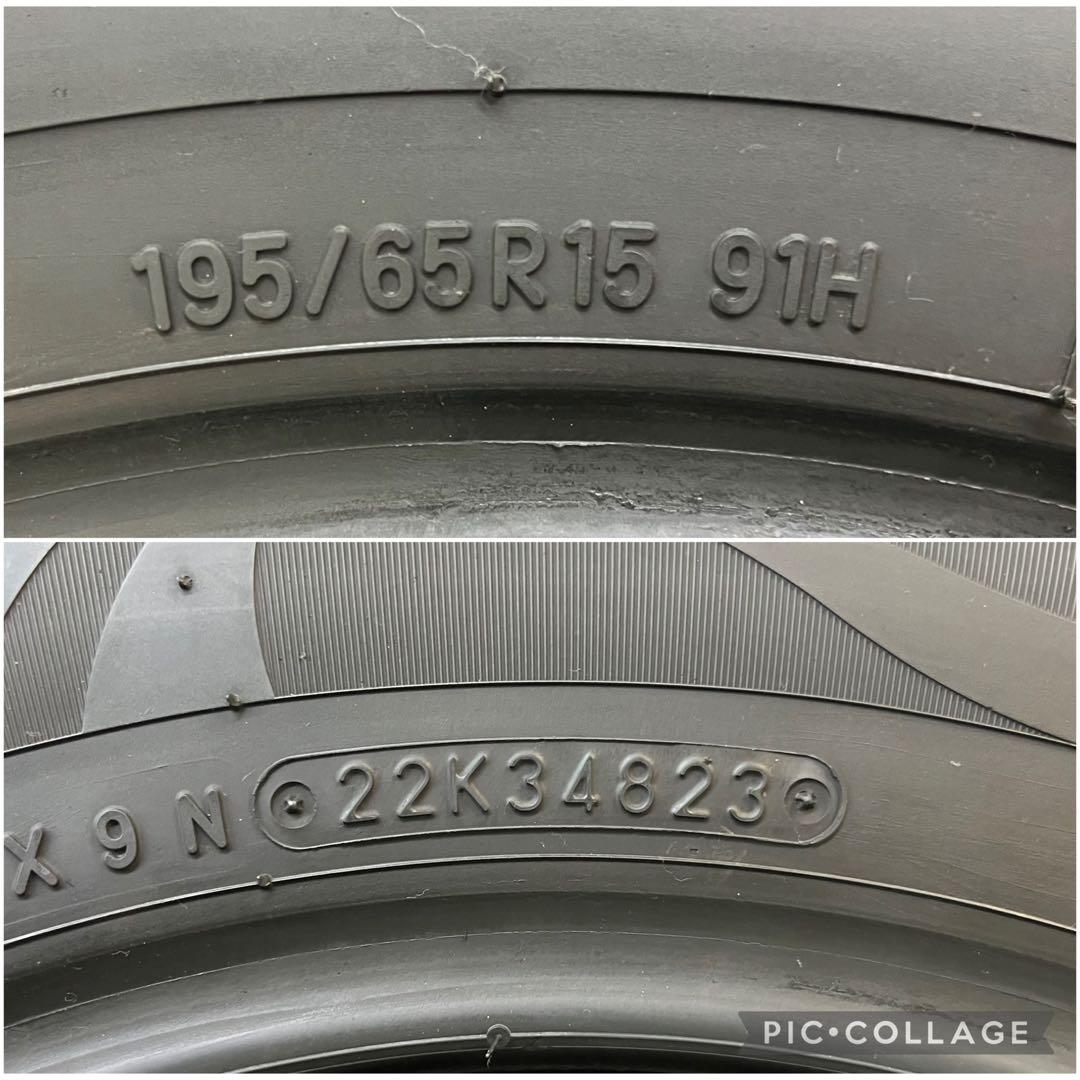 195/65R15 91H
X 9 N 22K34823
PIC•COLLAGE